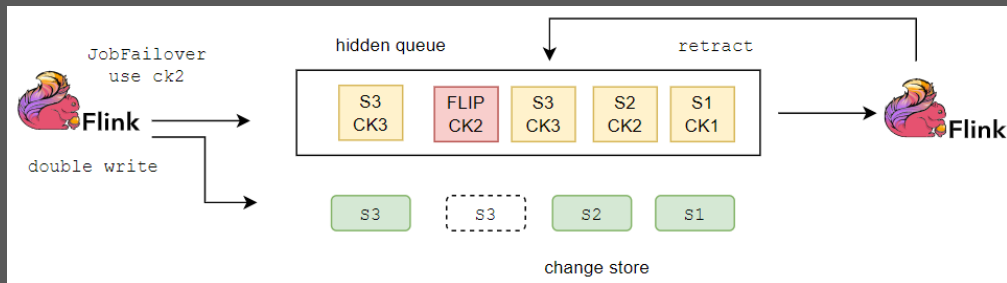 JobFailover
use ck2
hidden queue
retract
S3
CK3
FLIP
CK2
S3
CK3
S2
CK2
S1
CK1
Flink
Flink
double write
S3
S3
S2
S1
change store